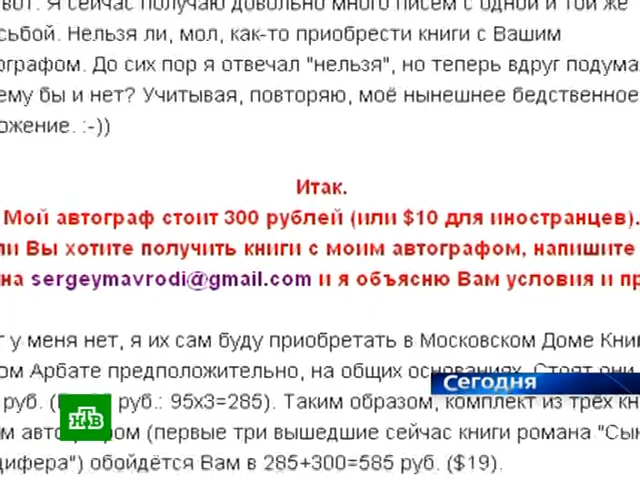 вот. Я сейчас получаю довольно много писем с одной и той же
сьбой. Нельзя ли, мол, как-то приобрести книги с Вашим
ографом. До сих пор я отвечал "нельзя", но теперь вдруг подума
ему бы и нет? Учитывая, повторяю, моё нынешнее бедственное
ожение. :-))
Итак.
Мой автограф стоит 300 рублей (или $10 для иностранцев).
ли Вы хотите получить книги с моим автографом, напишите
на sergeymavrodi@gmail.com и я объясню Вам условия и пр
г у меня нет, я их сам буду приобретать в Московском Доме Книг
ом Арбате предположительно, на общих основаниях. Стоят они
Сегодня
руб. ( руб.: 95х3=285). Таким образом, комплект из трёх кн
НТВ
м авто ром (первые три вышедшие сейчас книги романа "Сын
цифера") обойдётся Вам в 285+300=585 руб. ($19).